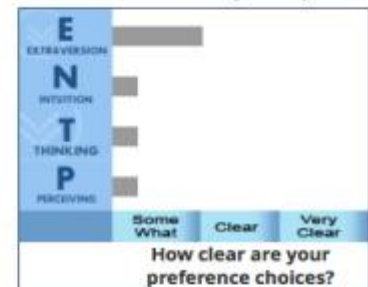 E
EXTRAVERSION
N
INTUITION
T
THINKING
P
PERCEIVING
Some What
Clear
Very Clear
How clear are your
preference choices?